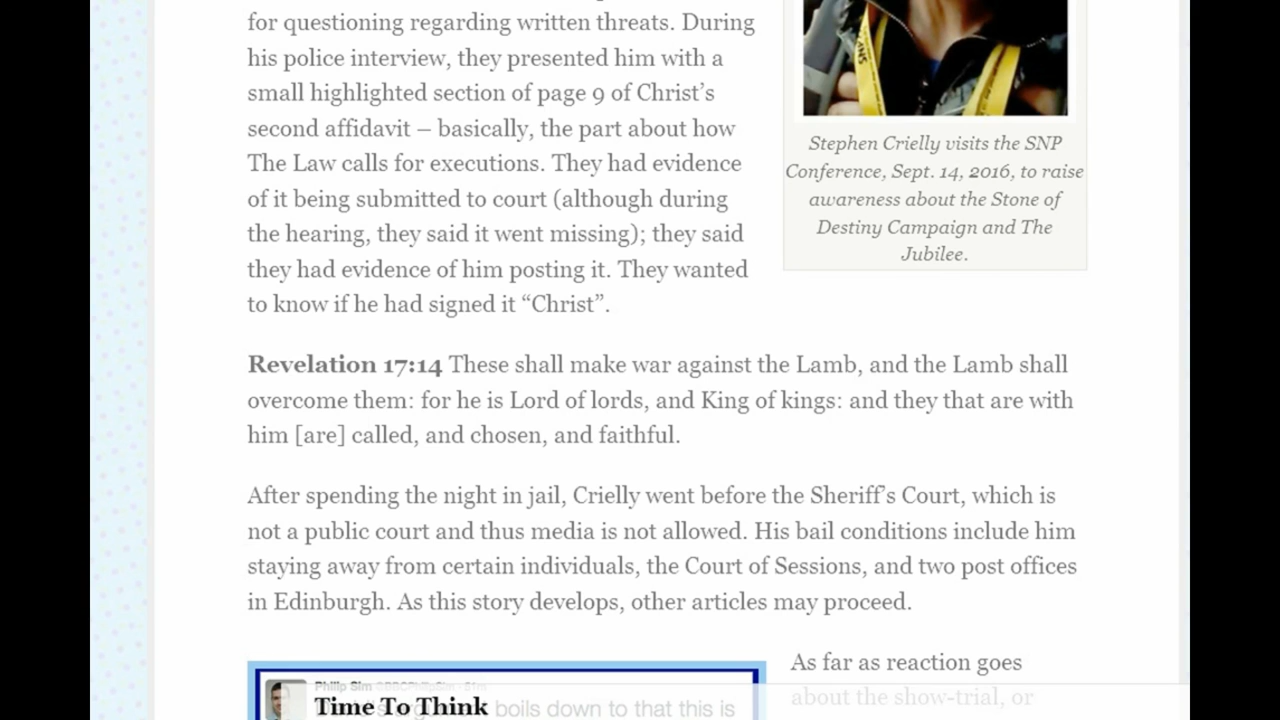 for questioning regarding written threats. During
his police interview, they presented him with a
small highlighted section of page 9 of Christ’s
second affidavit – basically, the part about how
The Law calls for executions. They had evidence
of it being submitted to court (although during
the hearing, they said it went missing); they said
they had evidence of him posting it. They wanted
to know if he had signed it “Christ”.
SNP
Stephen Crielly visits the SNP
Conference, Sept. 14, 2016, to raise
awareness about the Stone of
Destiny Campaign and The
Jubilee.
Revelation 17:14 These shall make war against the Lamb, and the Lamb shall
overcome them: for he is Lord of lords, and King of kings: and they that are with
him [are] called, and chosen, and faithful.
After spending the night in jail, Crielly went before the Sheriff’s Court, which is
not a public court and thus media is not allowed. His bail conditions include him
staying away from certain individuals, the Court of Sessions, and two post offices
in Edinburgh. As this story develops, other articles may proceed.
Philip Sim @BBCPhilipSim
boils down to that this is
Time To Think
As far as reaction goes
about the show-trial, or